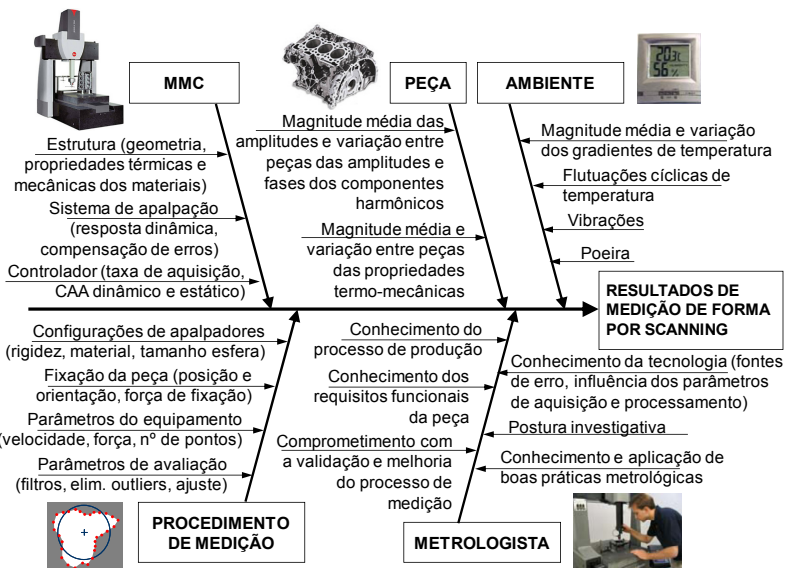 MMC
Estrutura (geometria,
propriedades térmicas e
mecânicas dos materiais)
Sistema de apalpação
(resposta dinâmica,
compensação de erros)
Controlador (taxa de aquisição,
CAA dinâmico e estático)
PEÇA
Magnitude média das
amplitudes e variação entre
peças das amplitudes e
fases dos componentes
harmônicos
Magnitude média e
variação entre peças
das propriedades
termo-mecânicas
AMBIENTE
20.3
56 %
Magnitude média e variação
dos gradientes de temperatura
Flutuações cíclicas de
temperatura
Vibrações
Poeira
RESULTADOS DE
MEDIÇÃO DE FORMA
POR SCANNING
Configurações de apalpadores
(rigidez, material, tamanho esfera)
Fixação da peça (posição e
orientação, força de fixação)
Parâmetros do equipamento
(velocidade, força, nº de pontos)
Parâmetros de avaliação
(filtros, elim. outliers, ajuste)
PROCEDIMENTO
DE MEDIÇÃO
Conhecimento do
processo de produção
Conhecimento dos
requisitos funcionais
da peça
Comprometimento com
a validação e melhoria
do processo de
medição
Conhecimento da tecnologia (fontes
de erro, influência dos parâmetros
de aquisição e processamento)
Postura investigativa
Conhecimento e aplicação de
boas práticas metrológicas
METROLOGISTA